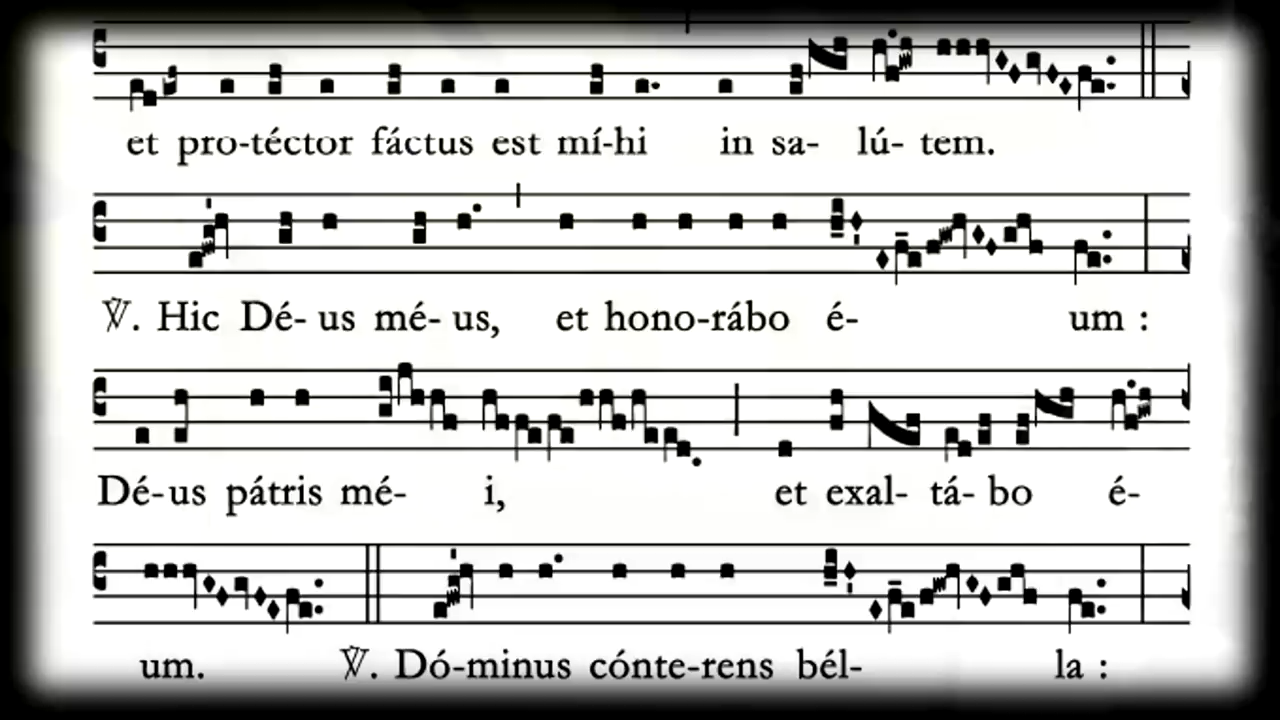 et pro-téctor fáctus est mí-hi in sa- lú- tem.
℣. Hic Dé- us mé- us, et hono-rábo é- um :
Dé-us pátris mé- i, et exal- tá- bo é-
um. ℣. Dó-minus cónte-rens bél- la :